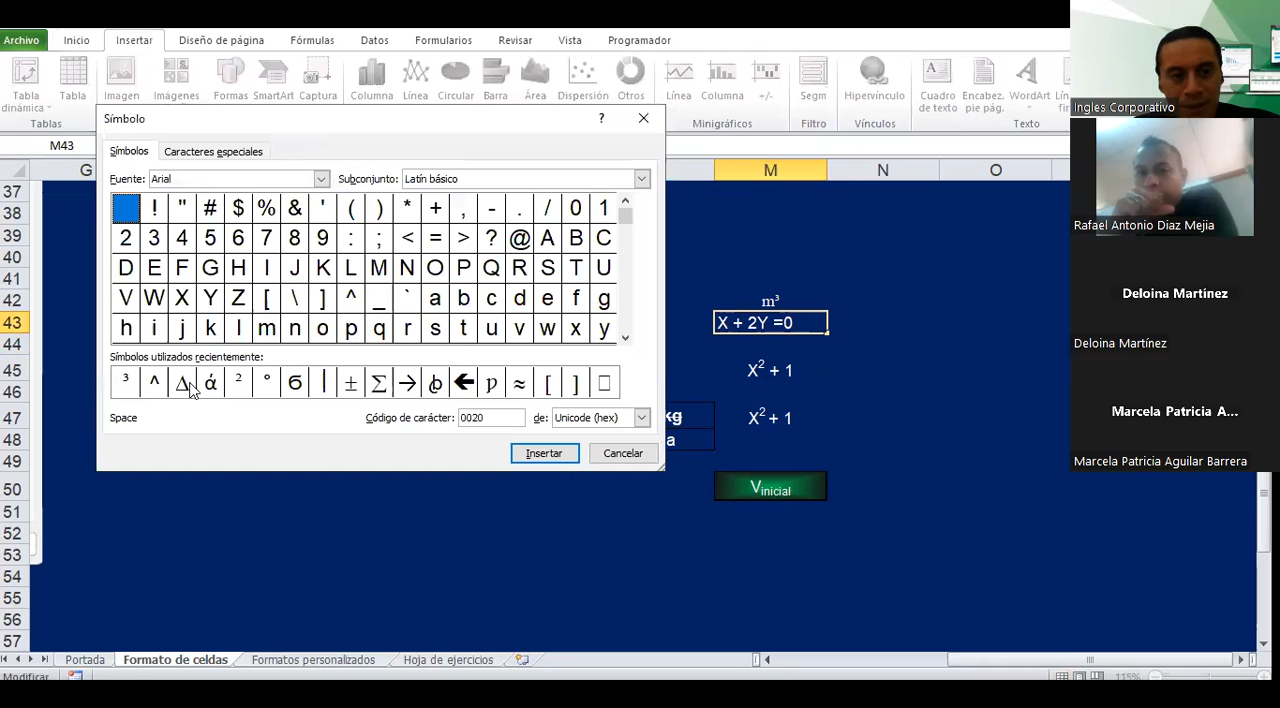 Archivo Inicio Insertar Diseño de página Fórmulas Datos Formularios Revisar Vista Programador
Tabla dinámica Tabla Imagen Imágenes Formas SmartArt Captura Columna Línea Circular Barra Área Dispersión Otros Línea Columna +/- Segm Hipervínculo Cuadro de texto Encabez. pie pág. WordArt
Tablas Minigráficos Filtro Vínculos Texto
M43
Símbolo ?
Símbolos Caracteres especiales
Fuente: Arial Subconjunto: Latín básico
! " # $ % & ' ( ) * + , - . / 0 1
2 3 4 5 6 7 8 9 : ; < = > ? @ A B C
D E F G H I J K L M N O P Q R S T U
V W X Y Z [ \ ] ^ _ ` a b c d e f g
h i j k l m n o p q r s t u v w x y
Símbolos utilizados recientemente:
³ ^ ∆ ά ² ° | ± ∑ → ≈ [ ]
Space Código de carácter: 0020 de: Unicode (hex)
Insertar Cancelar
G M N O
37
38
39
40
41
42 m³
43 X + 2Y =0
44
45 X² + 1
46
47 kg X² + 1
48 a
49
50 Vinicial
51
52
53
54
55
56
57
Portada Formato de celdas Formatos personalizados Hoja de ejercicios
Modificar 115%
Ingles Corporativo
Rafael Antonio Diaz Mejia
Deloina Martínez
Deloina Martínez
Marcela Patricia A...
Marcela Patricia Aguilar Barrera